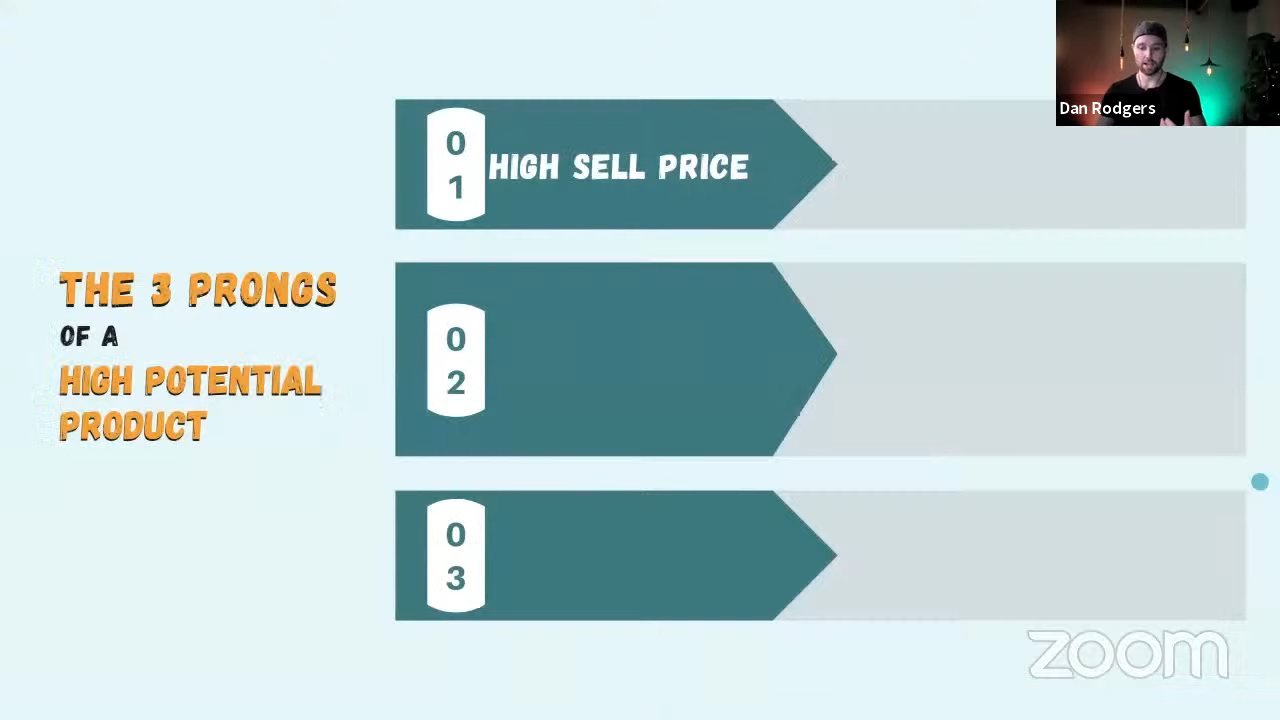 Dan Rodgers
THE 3 PRONGS
OF A
HIGH POTENTIAL
PRODUCT
0
1
HIGH SELL PRICE
0
2
0
3
zoom